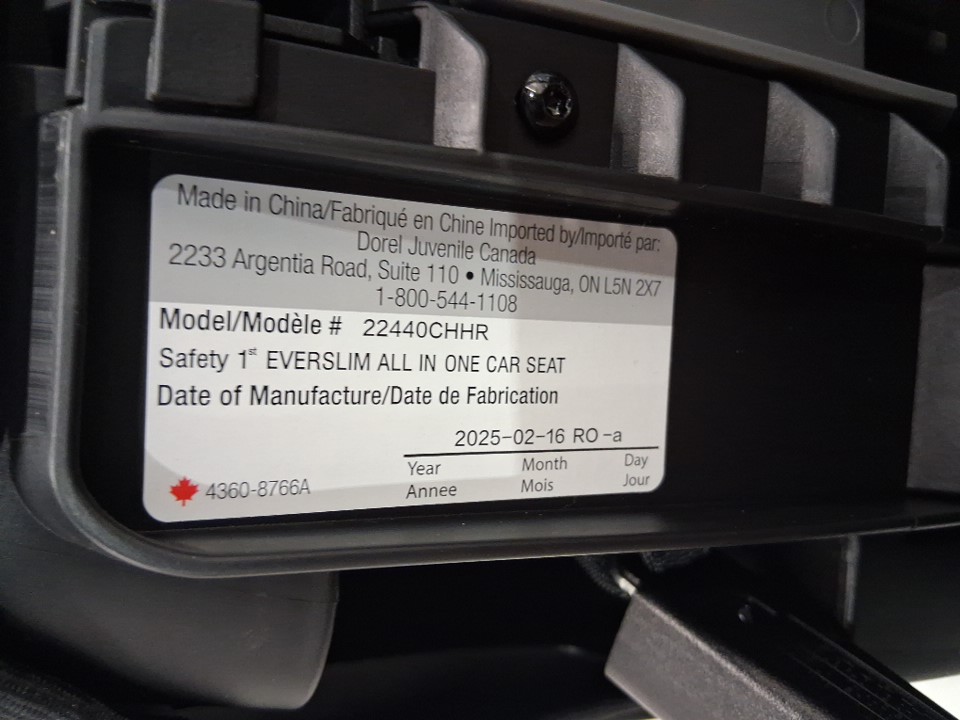 Made in China/Fabriqué en Chine Imported by/Importé par:
Dorel Juvenile Canada
2233 Argentia Road, Suite 110 • Mississauga, ON L5N 2X7
1-800-544-1108
Model/Modèle # 22440CHHR
Safety 1st EVERSLIM ALL IN ONE CAR SEAT
Date of Manufacture/Date de Fabrication
2025-02-16 RO-a
Year Month Day
Annee Mois Jour
4360-8766A